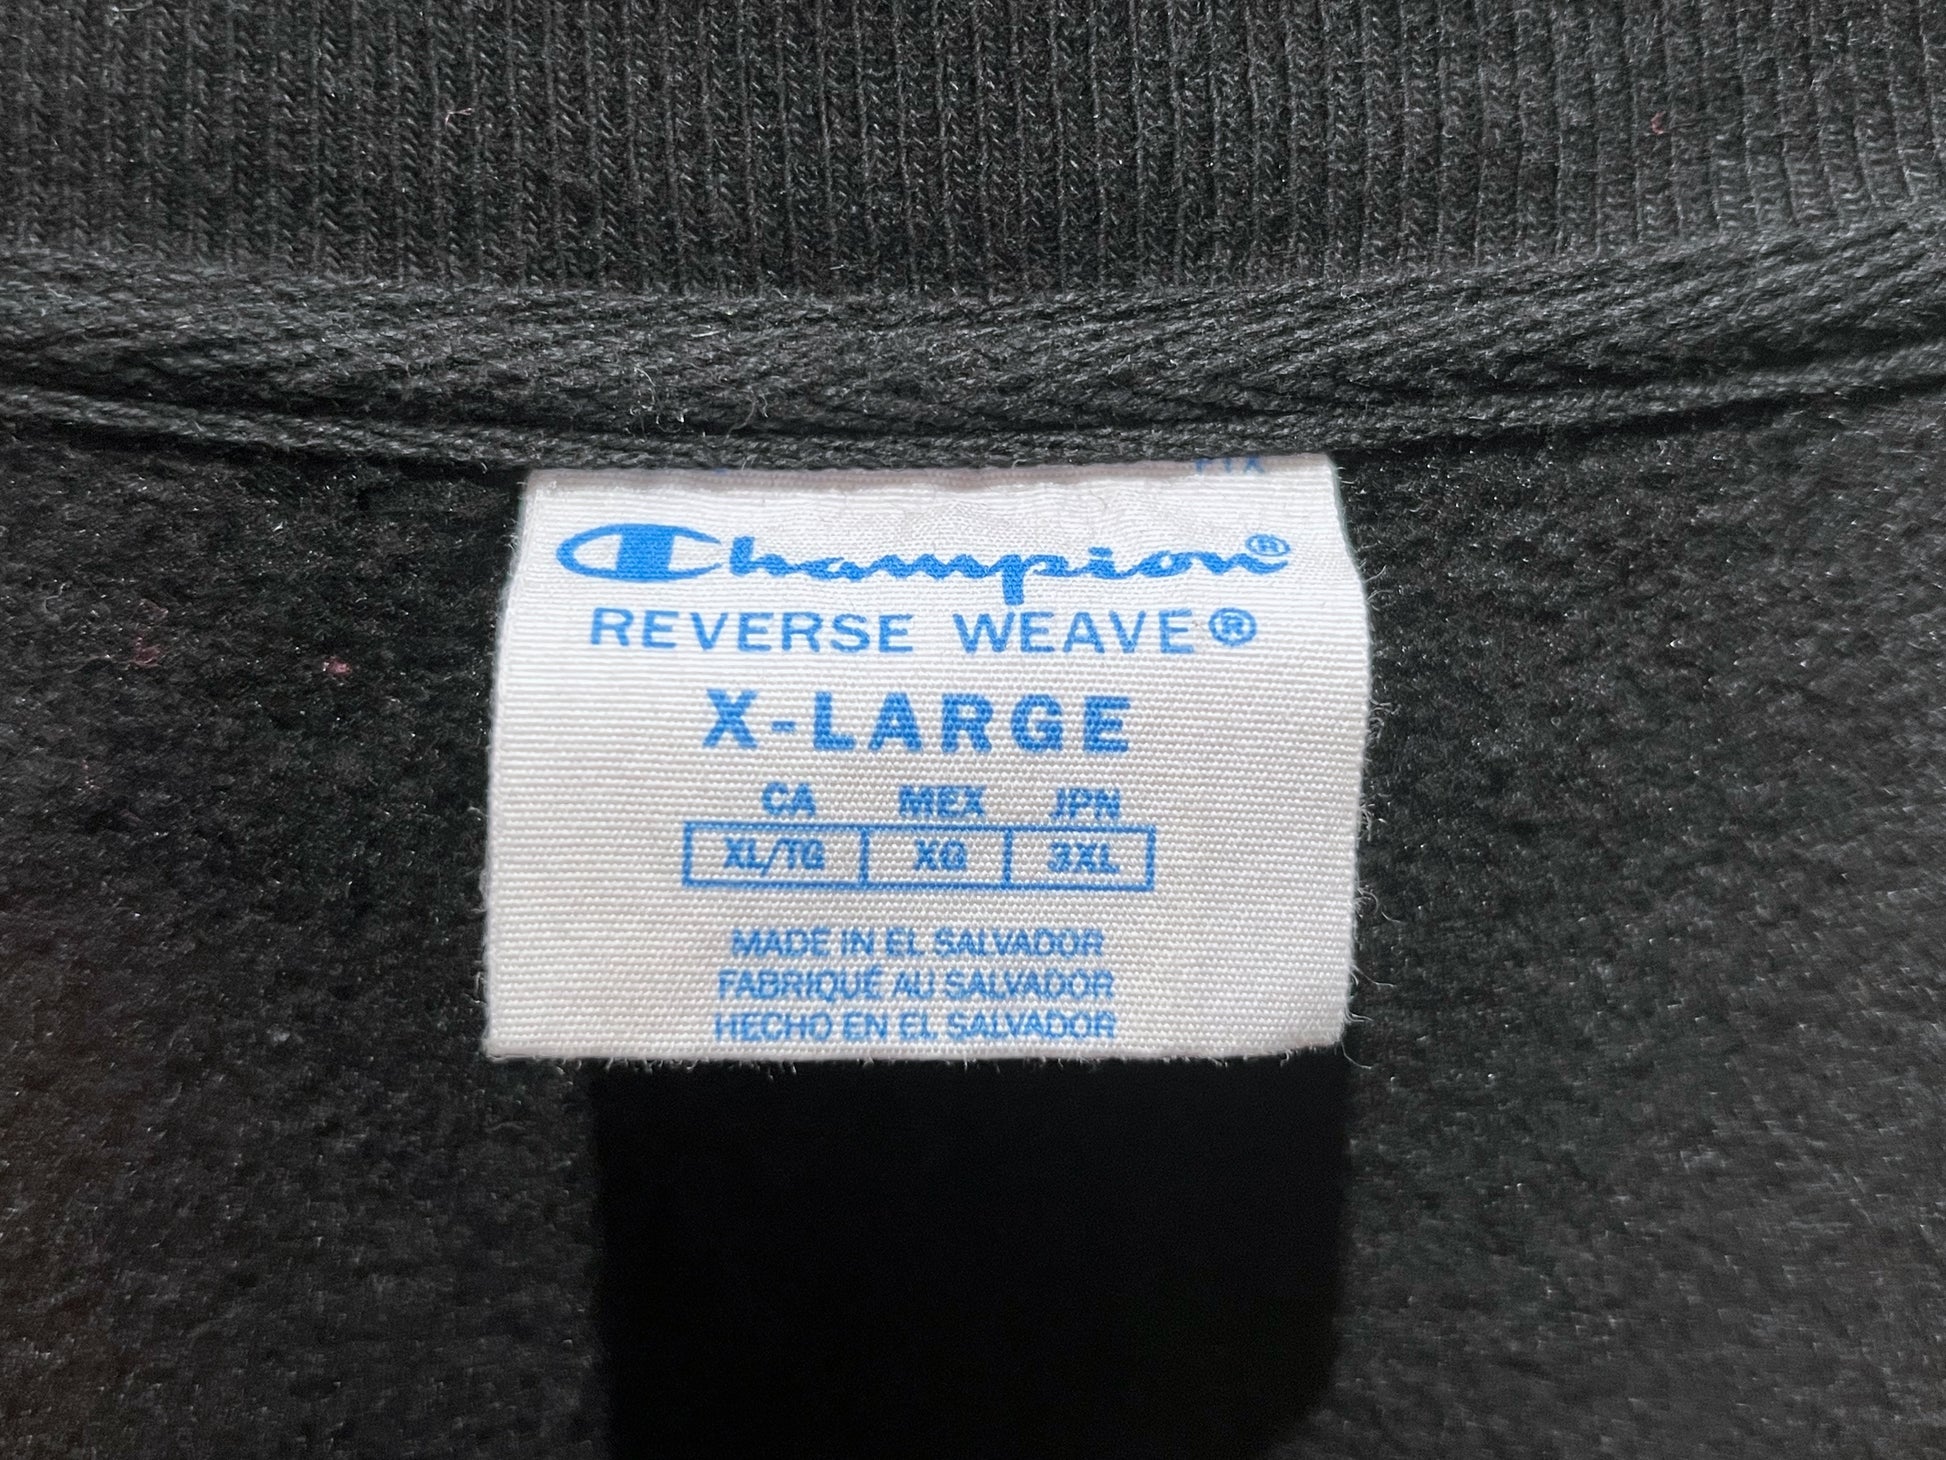 Champion®
REVERSE WEAVE®
X-LARGE
CA MEX JPN
XL/TG XG 3XL
MADE IN EL SALVADOR
FABRIQUÉ AU SALVADOR
HECHO EN EL SALVADOR